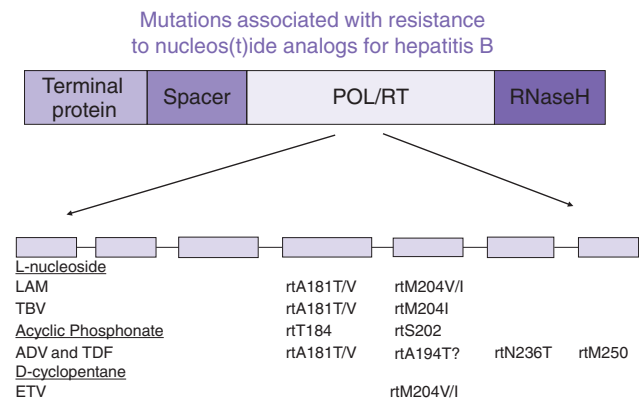 Mutations associated with resistance
to nucleos(t)ide analogs for hepatitis B
Terminal protein Spacer POL/RT RNaseH
L-nucleoside
LAM rtA181T/V rtM204V/I
TBV rtA181T/V rtM204I
Acyclic Phosphonate rtT184 rtS202
ADV and TDF rtA181T/V rtA194T? rtN236T rtM250
D-cyclopentane
ETV rtM204V/I